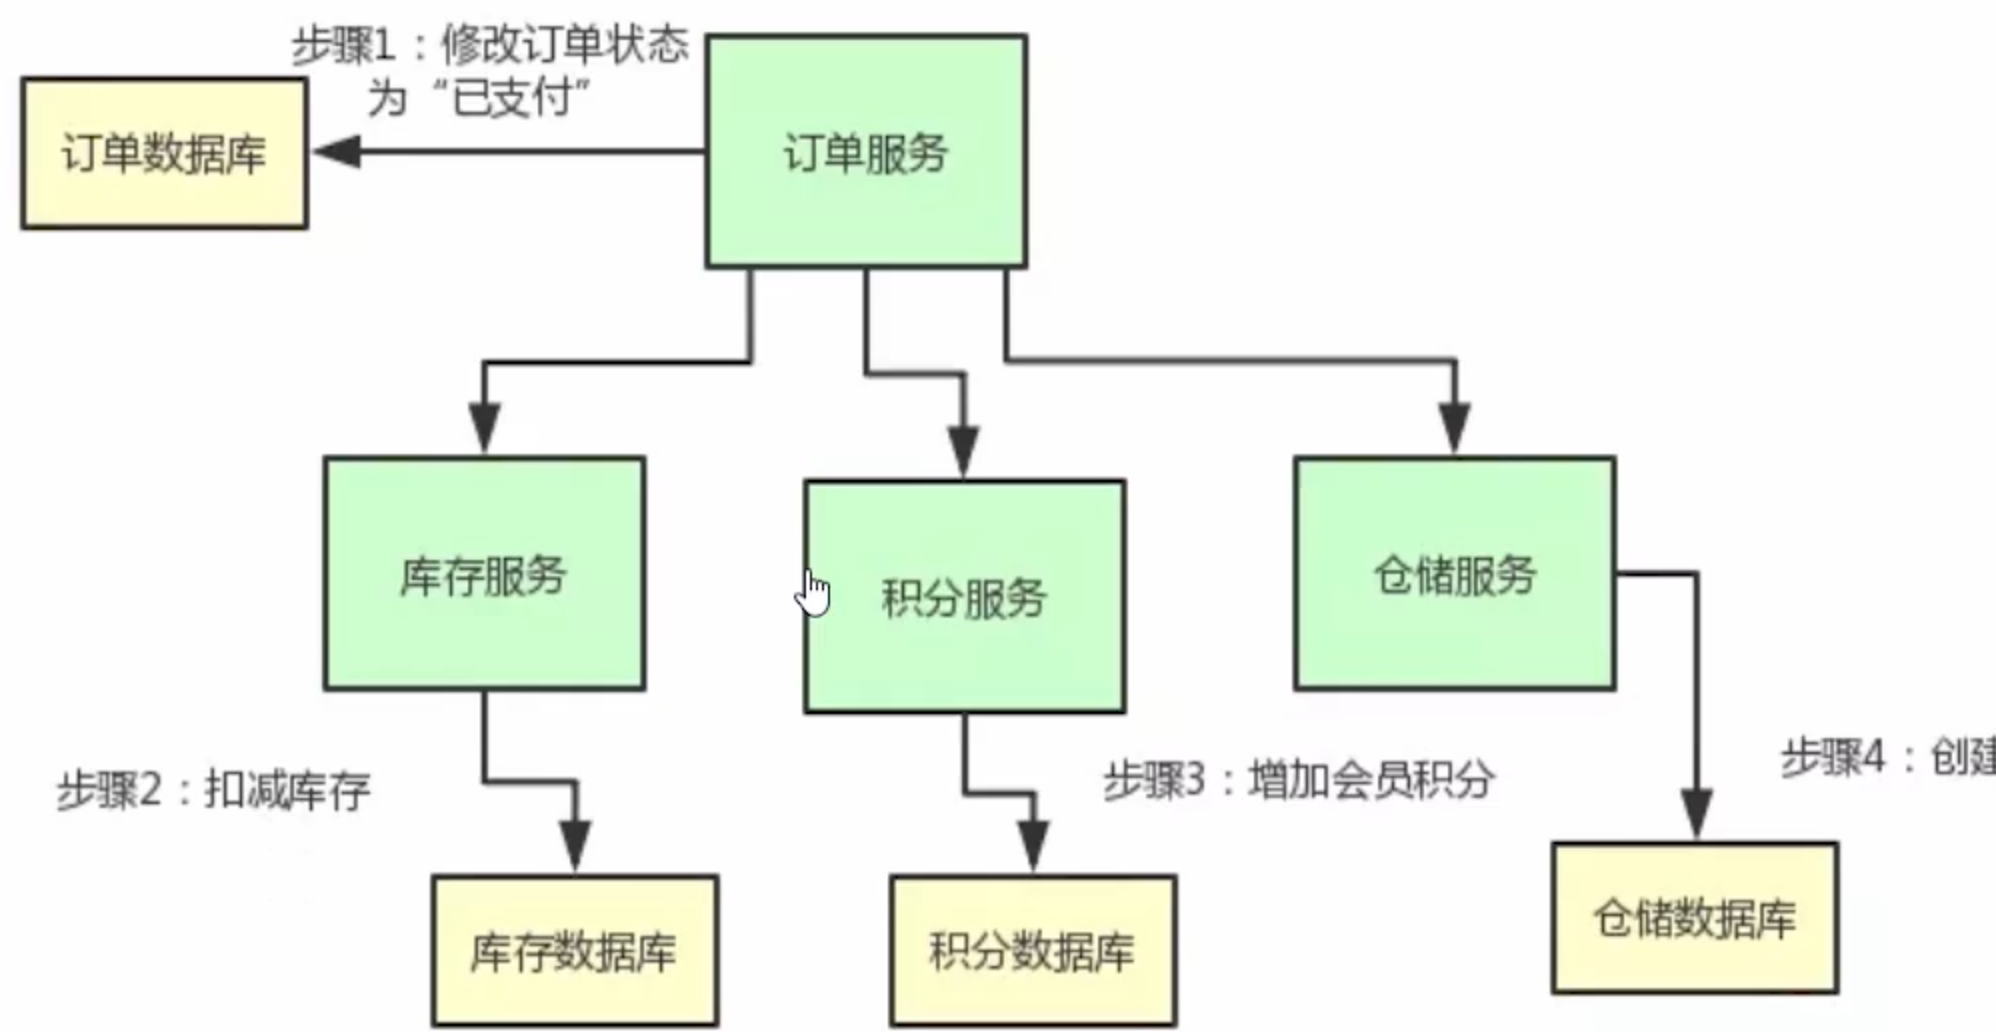 步骤1：修改订单状态
为“已支付”
订单数据库
订单服务
库存服务
积分服务
仓储服务
步骤2：扣减库存
步骤3：增加会员积分
步骤4：创建
库存数据库
积分数据库
仓储数据库